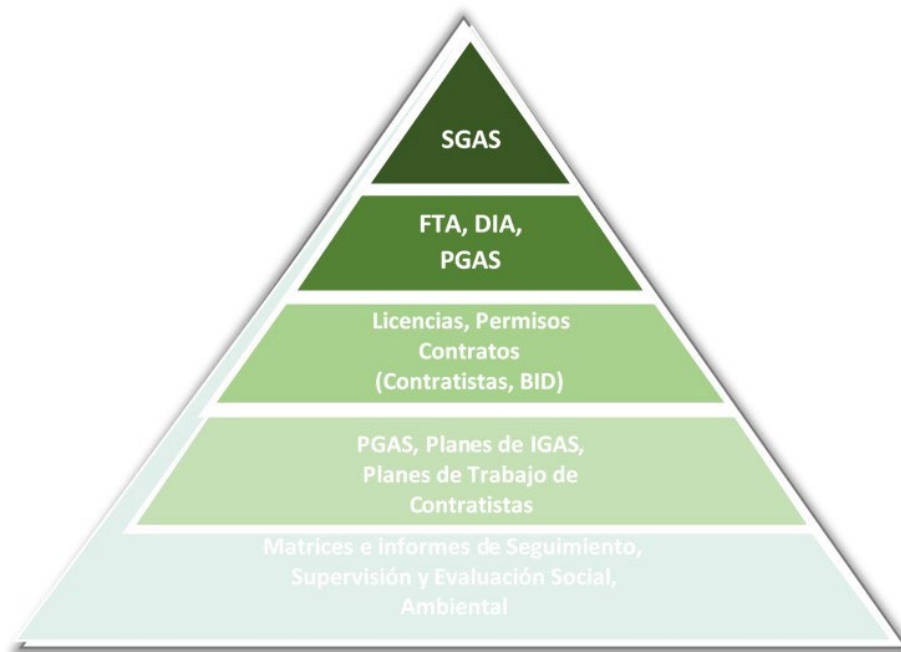 SGAS
FTA, DIA,
PGAS
Licencias, Permisos
Contratos
(Contratistas, BID)
PGAS, Planes de IGAS,
Planes de Trabajo de
Contratistas
Matrices e informes de Seguimiento,
Supervisión y Evaluación Social,
Ambiental